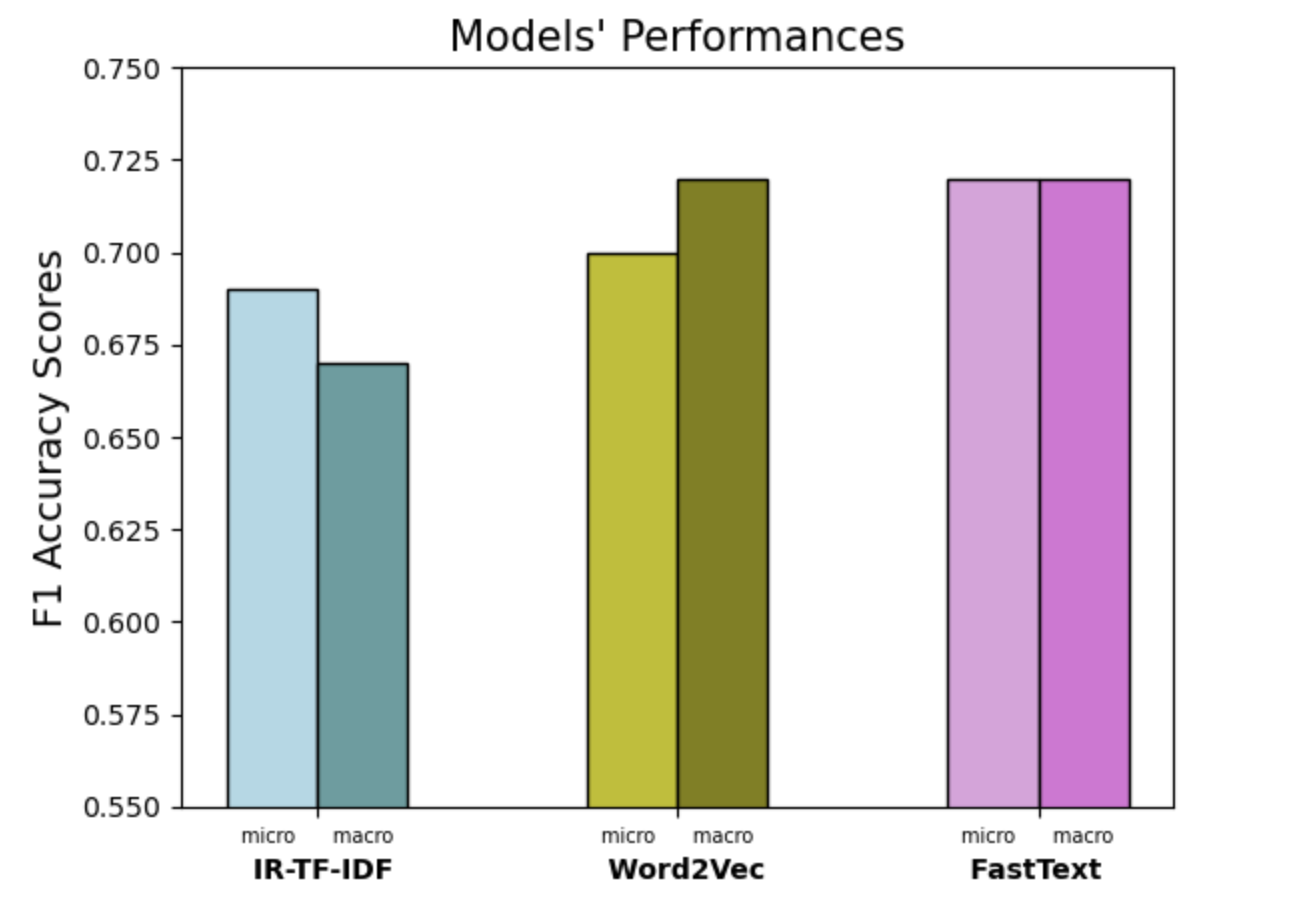 Models' Performances
F1 Accuracy Scores
0.750
0.725
0.700
0.675
0.650
0.625
0.600
0.575
0.550
micro macro micro macro micro macro
IR-TF-IDF Word2Vec FastText